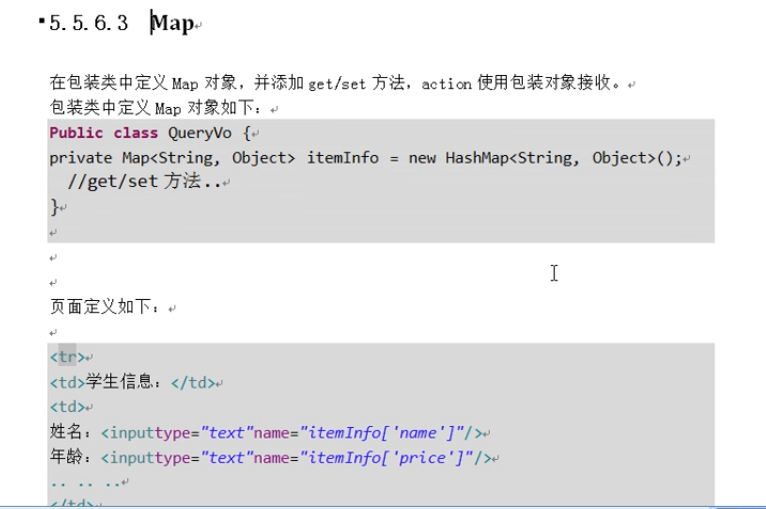 5.5.6.3 Map
在包装类中定义 Map 对象，并添加 get/set 方法，action 使用包装对象接收。
包装类中定义 Map 对象如下：
Public class QueryVo {
private Map<String, Object> itemInfo = new HashMap<String, Object>();
//get/set 方法..
}
页面定义如下：
<tr>
<td>学生信息：</td>
<td>
姓名：<inputtype="text"name="itemInfo['name']"/>
年龄：<inputtype="text"name="itemInfo['price']"/>
.. .. ..
</td>